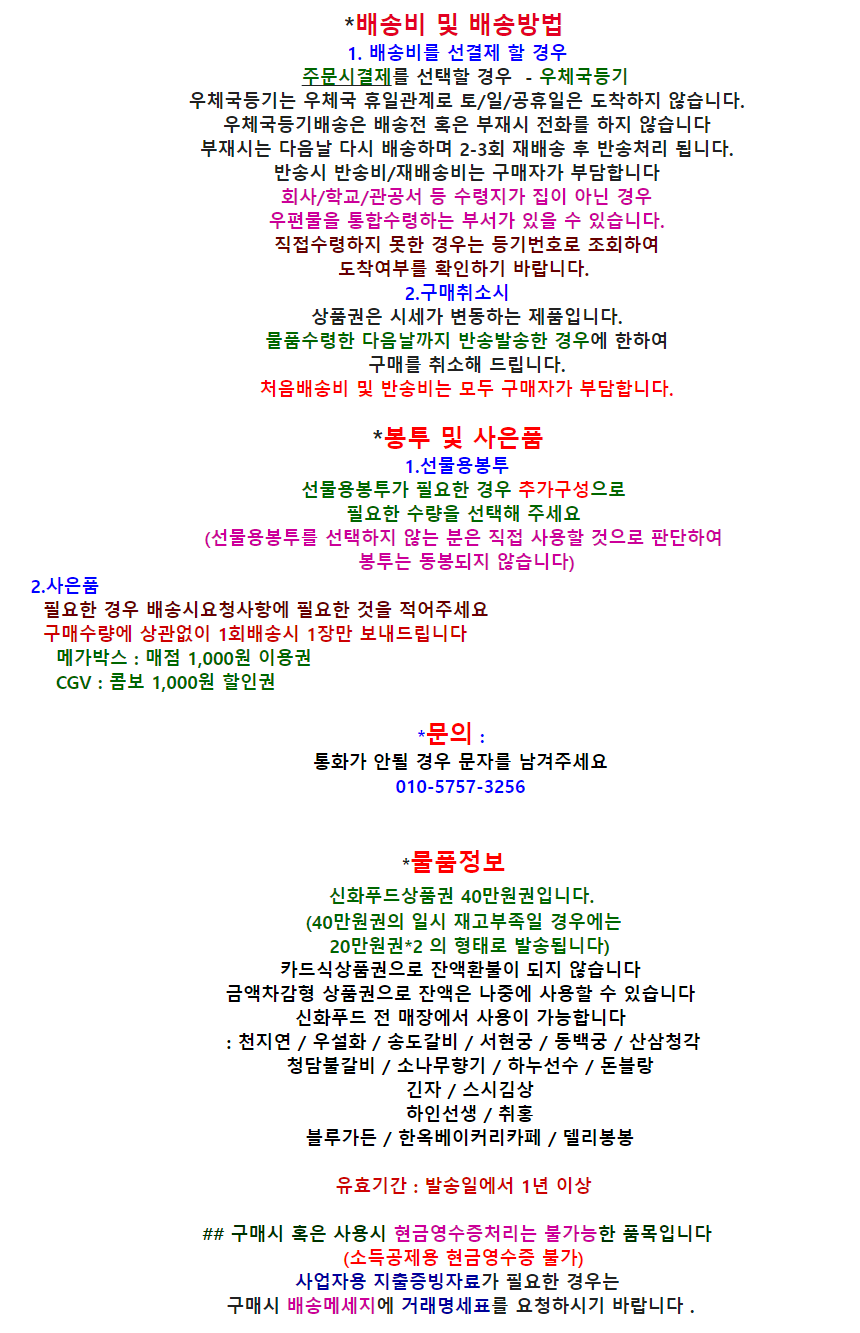 *배송비 및 배송방법
1. 배송비를 선결제 할 경우
주문시결제를 선택할 경우 - 우체국등기
우체국등기는 우체국 휴일관계로 토/일/공휴일은 도착하지 않습니다.
우체국등기배송은 배송전 혹은 부재시 전화를 하지 않습니다
부재시는 다음날 다시 배송하며 2-3회 재배송 후 반송처리 됩니다.
반송시 반송비/재배송비는 구매자가 부담합니다
회사/학교/관공서 등 수령지가 집이 아닌 경우
우편물을 통합수령하는 부서가 있을 수 있습니다.
직접수령하지 못한 경우는 등기번호로 조회하여
도착여부를 확인하기 바랍니다.
2.구매취소시
상품권은 시세가 변동하는 제품입니다.
물품수령한 다음날까지 반송발송한 경우에 한하여
구매를 취소해 드립니다.
처음배송비 및 반송비는 모두 구매자가 부담합니다.
*봉투 및 사은품
1.선물용봉투
선물용봉투가 필요한 경우 추가구성으로
필요한 수량을 선택해 주세요
(선물용봉투를 선택하지 않는 분은 직접 사용할 것으로 판단하여
봉투는 동봉되지 않습니다)
2.사은품
필요한 경우 배송시요청사항에 필요한 것을 적어주세요
구매수량에 상관없이 1회배송시 1장만 보내드립니다
메가박스 : 매점 1,000원 이용권
CGV : 콤보 1,000원 할인권
*문의 :
통화가 안될 경우 문자를 남겨주세요
010-5757-3256
*물품정보
신화푸드상품권 40만원권입니다.
(40만원권의 일시 재고부족일 경우에는
20만원권*2 의 형태로 발송됩니다)
카드식상품권으로 잔액환불이 되지 않습니다
금액차감형 상품권으로 잔액은 나중에 사용할 수 있습니다
신화푸드 전 매장에서 사용이 가능합니다
: 천지연 / 우설화 / 송도갈비 / 서현궁 / 동백궁 / 산삼청각
청담불갈비 / 소나무향기 / 하누선수 / 돈블랑
긴자 / 스시김상
하인선생 / 취홍
블루가든 / 한옥베이커리카페 / 델리봉봉
유효기간 : 발송일에서 1년 이상
## 구매시 혹은 사용시 현금영수증처리는 불가능한 품목입니다
(소득공제용 현금영수증 불가)
사업자용 지출증빙자료가 필요한 경우는
구매시 배송메세지에 거래명세표를 요청하시기 바랍니다 .